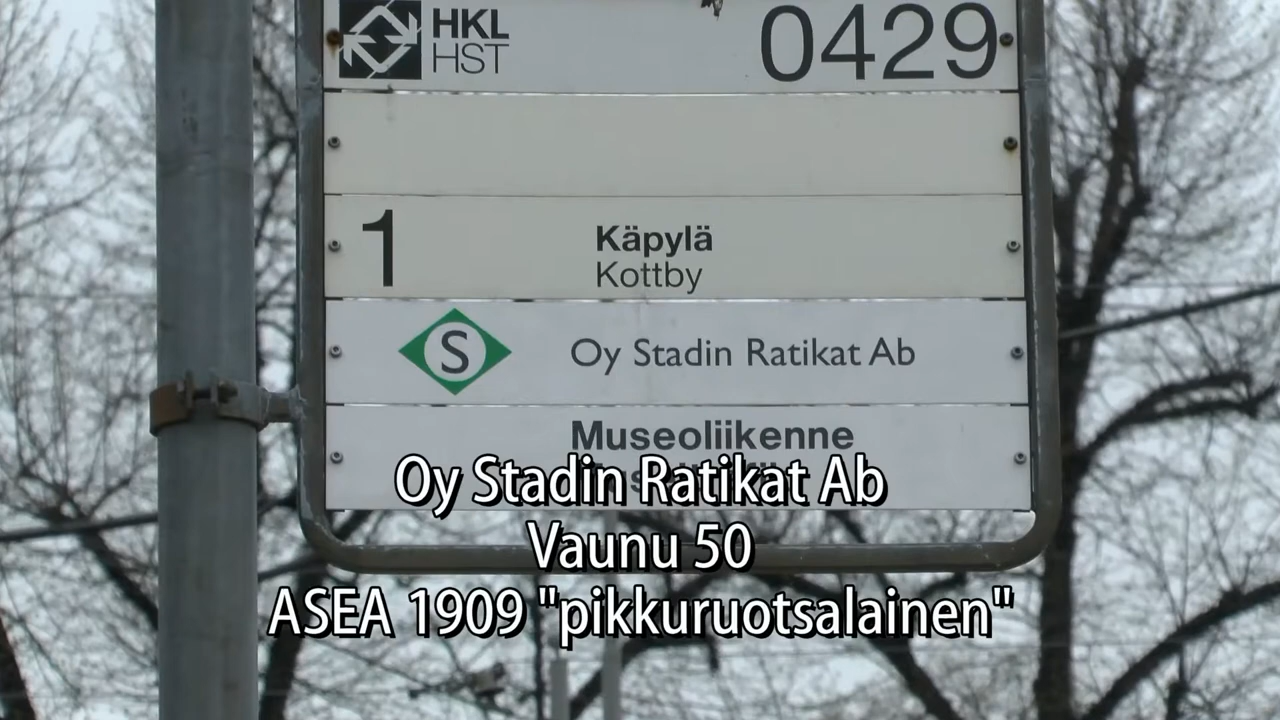 HKL
HST
0429
1
Käpylä
Kottby
S
Oy Stadin Ratikat Ab
Museoliikenne
Oy Stadin Ratikat Ab
Vaunu 50
ASEA 1909 "pikkuruotsalainen"